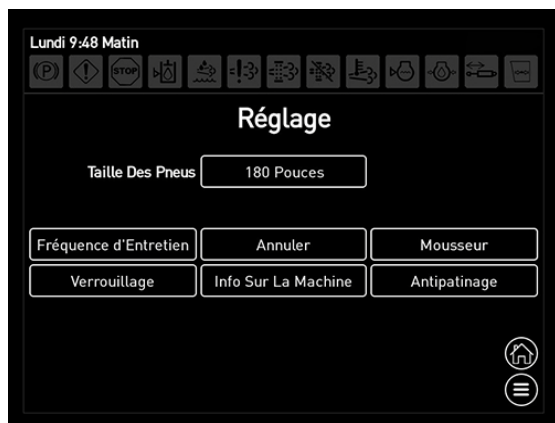 Lundi 9:48 Matin
STOP
Réglage
Taille Des Pneus 180 Pouces
Fréquence d'Entretien Annuler Mousseur
Verrouillage Info Sur La Machine Antipatinage